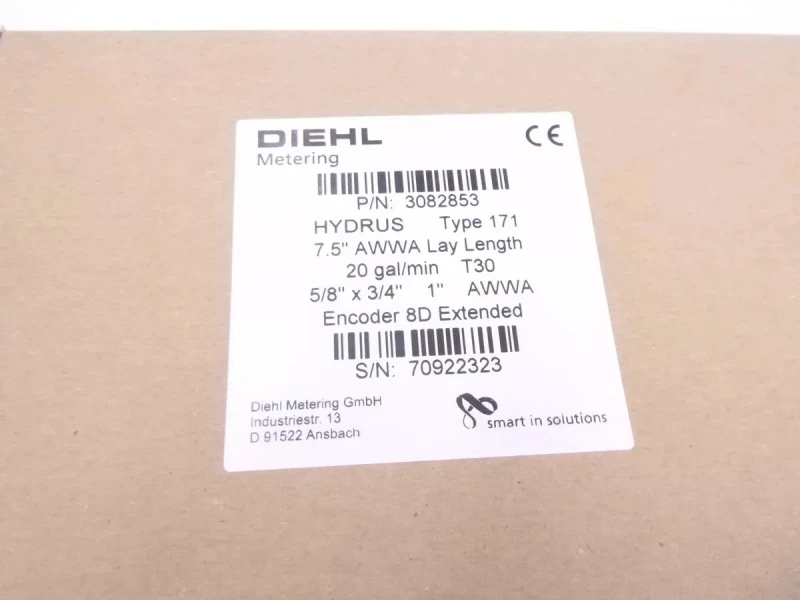 DIEHL
Metering
CE
P/N: 3082853
HYDRUS Type 171
7.5" AWWA Lay Length
20 gal/min T30
5/8" x 3/4" 1" AWWA
Encoder 8D Extended
S/N: 70922323
Diehl Metering GmbH
Industriestr. 13
D 91522 Ansbach
smart in solutions